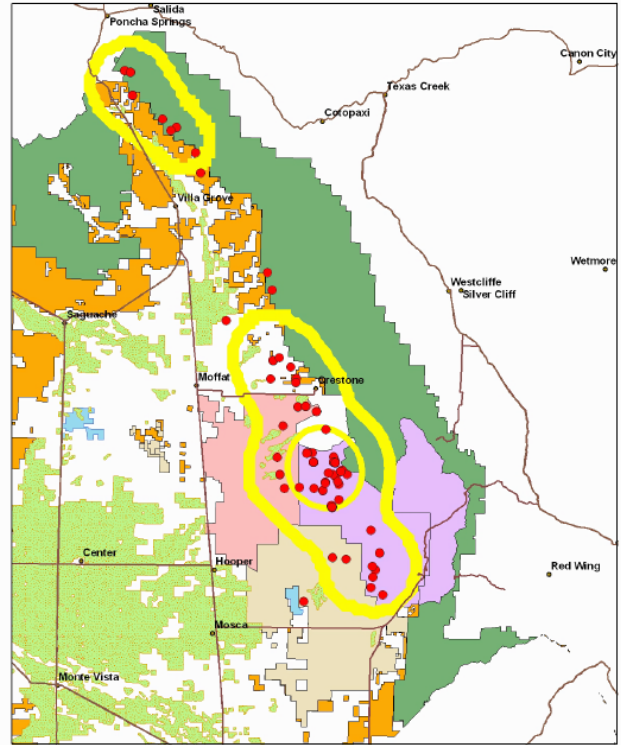 Salida
Poncha Springs
Canon City
Texas Creek
Cotopaxi
Villa Grove
Wetmore
Westcliffe
Silver Cliff
Saguache
Moffat
Crestone
Center
Hooper
Red Wing
Mosca
Monte Vista